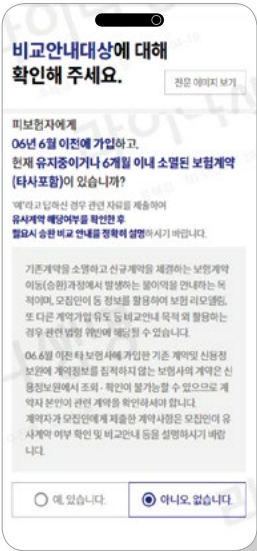 비교안내대상에 대해
확인해 주세요.
전문 이미지 보기
피보험자에게
06년 6월 이전에 가입하고,
현재 유지중이거나 6개월 이내 소멸된 보험계약
(타사포함)이 있습니까?
'예'라고 답하신 경우 관련 자료를 제출하여
유사계약 해당여부를 확인한 후
필요시 승환 비교 안내를 정확히 설명하시기 바랍니다.
기존계약을 소멸하고 신규계약을 체결하는 보험계약
이동(승환)과정에서 발생하는 불이익을 안내하는 목
적이며, 모집인이 동 정보를 활용하여 보험 리모델링,
또 다른 계약가입 유도 등 비교안내 목적 외 활용하는
경우 관련 법령 위반에 해당될 수 있습니다.
06.6월 이전 타 보험사에 가입한 기존 계약및 신용정
보원에 계약정보를 집적하지 않는 보험사의 계약은 신
용정보원에서 조회·확인이 불가능할 수 있으므로 계
약자 본인이 관련 계약을 확인하셔야 합니다.
계약자가 모집인에게 제출한 계약사항은 모집인이 유
사계약 여부 확인 및 비교안내 등을 설명하시기 바랍
니다.
예, 있습니다.
아니오, 없습니다.